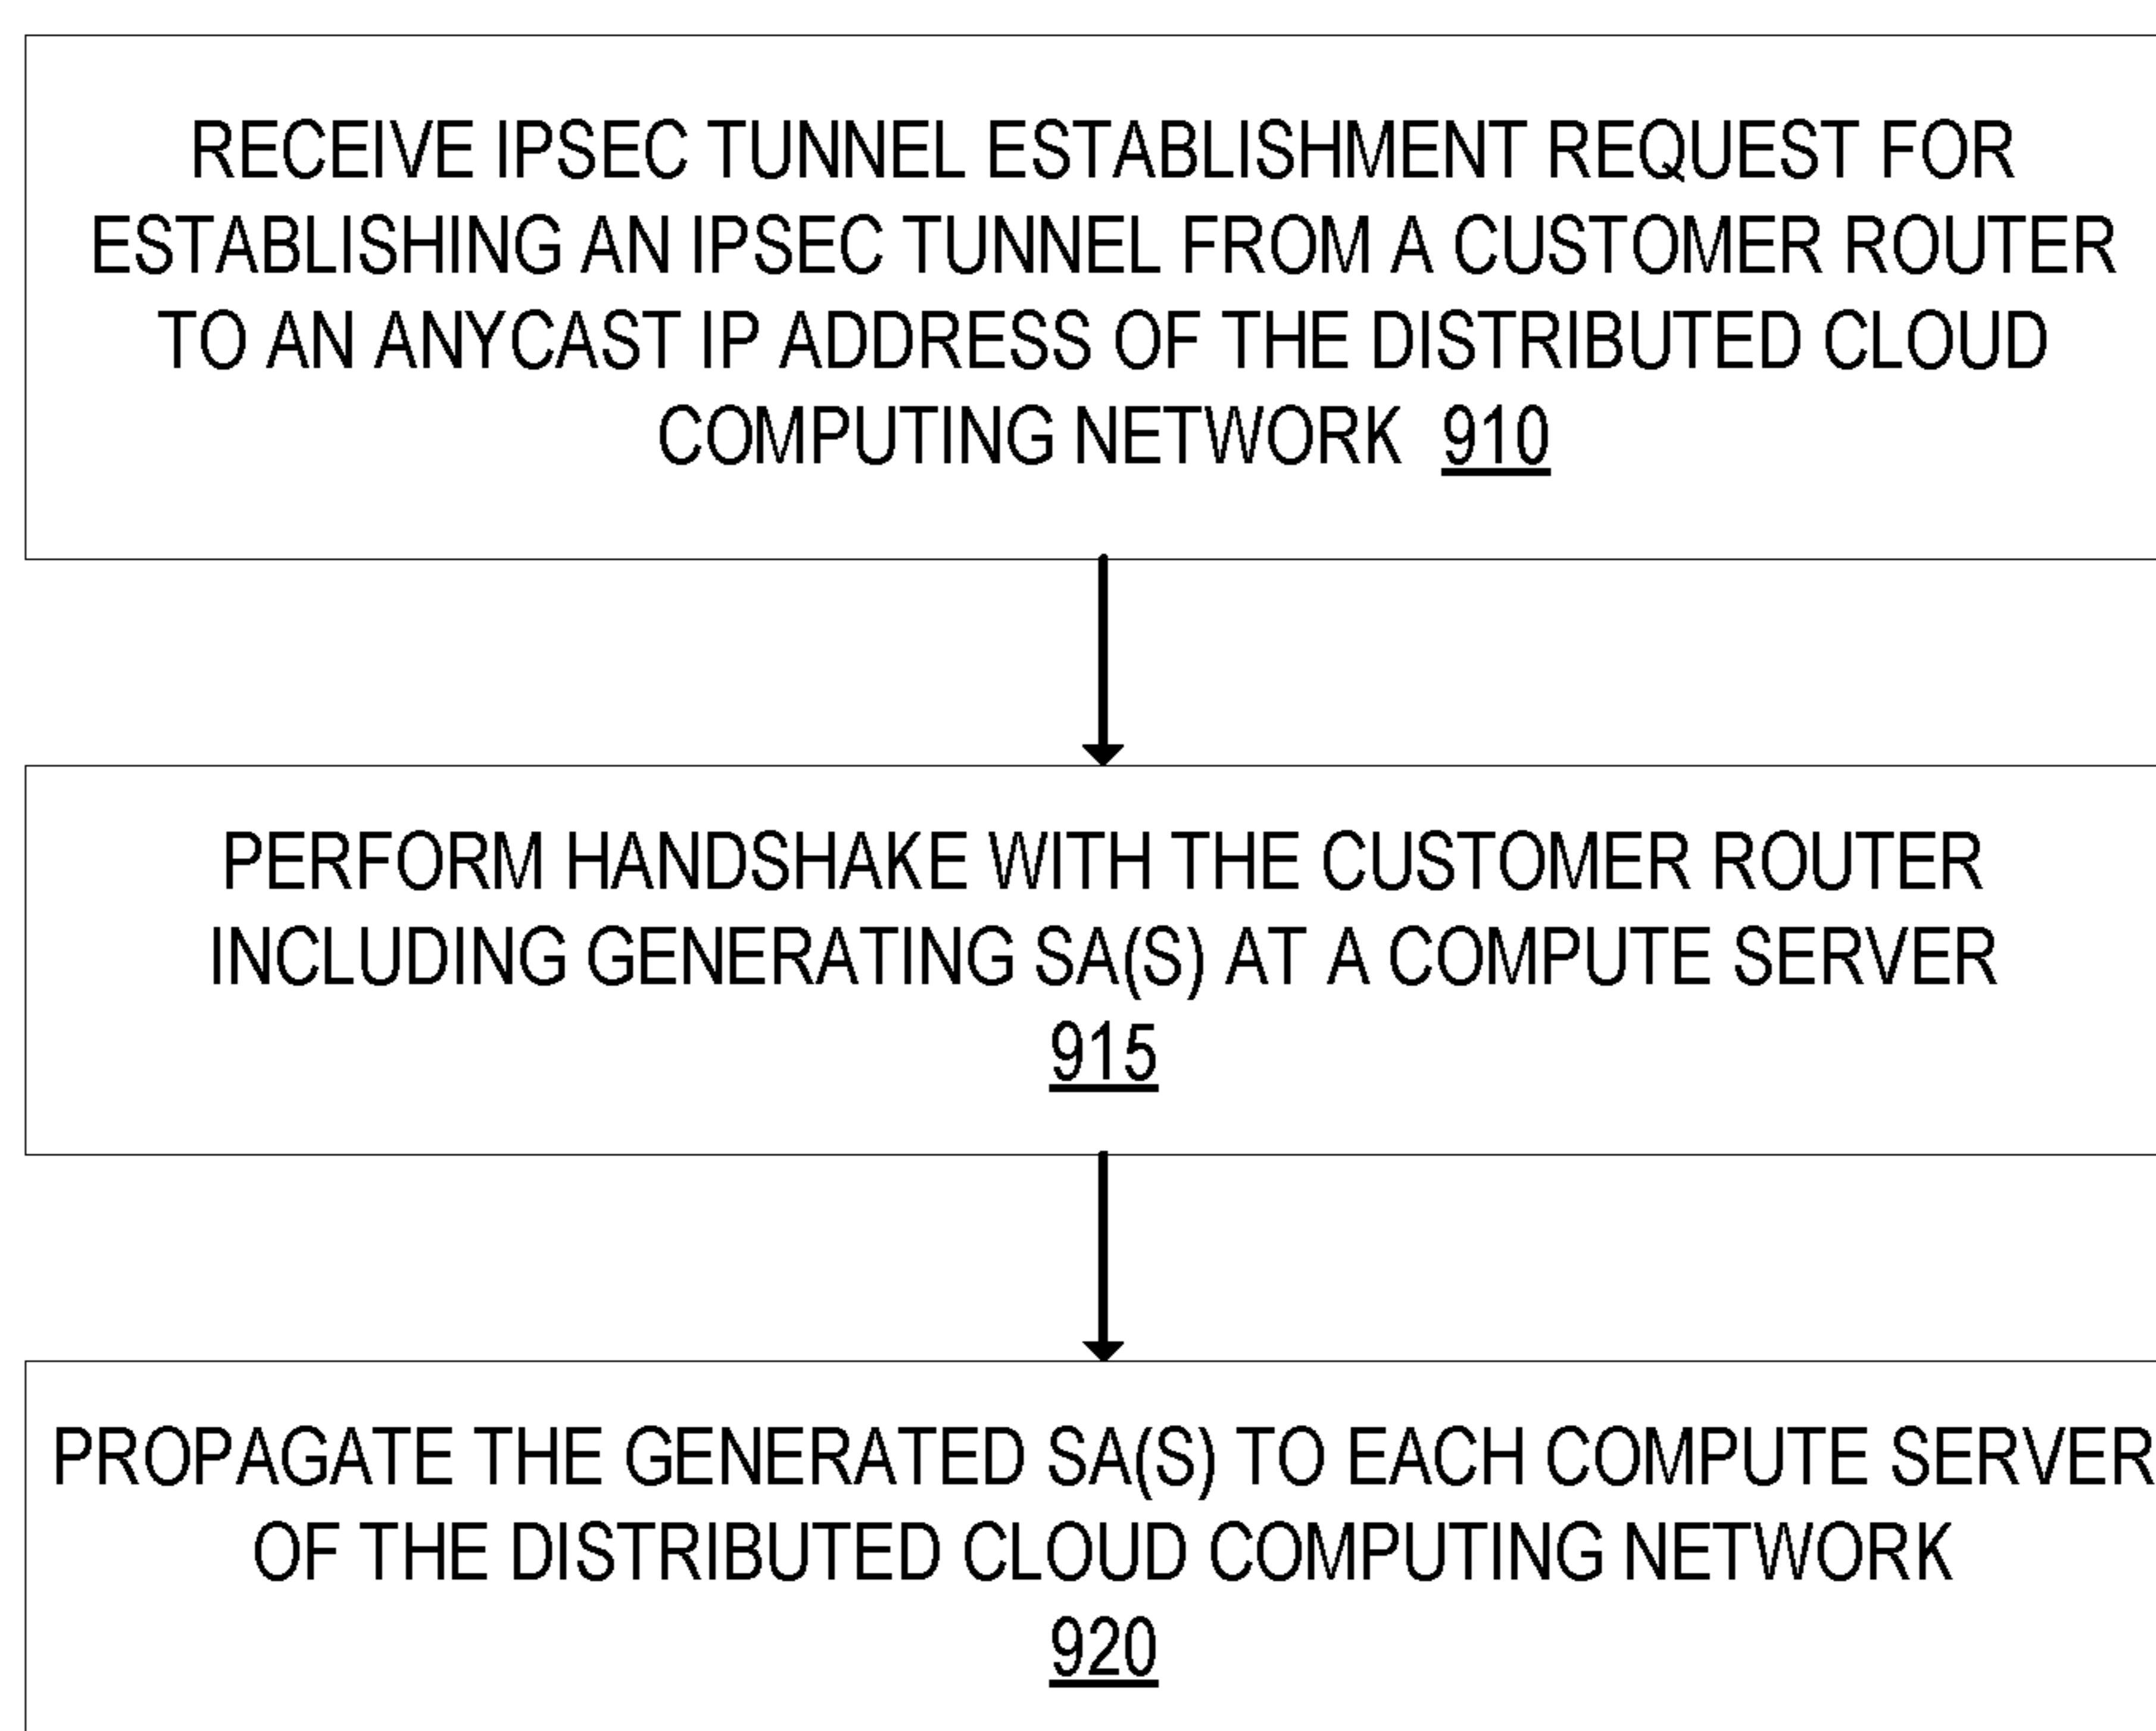 RECEIVE IPSEC TUNNEL ESTABLISHMENT REQUEST FOR
ESTABLISHING AN IPSEC TUNNEL FROM A CUSTOMER ROUTER
TO AN ANYCAST IP ADDRESS OF THE DISTRIBUTED CLOUD
COMPUTING NETWORK 910
PERFORM HANDSHAKE WITH THE CUSTOMER ROUTER
INCLUDING GENERATING SA(S) AT A COMPUTE SERVER
915
PROPAGATE THE GENERATED SA(S) TO EACH COMPUTE SERVER
OF THE DISTRIBUTED CLOUD COMPUTING NETWORK
920